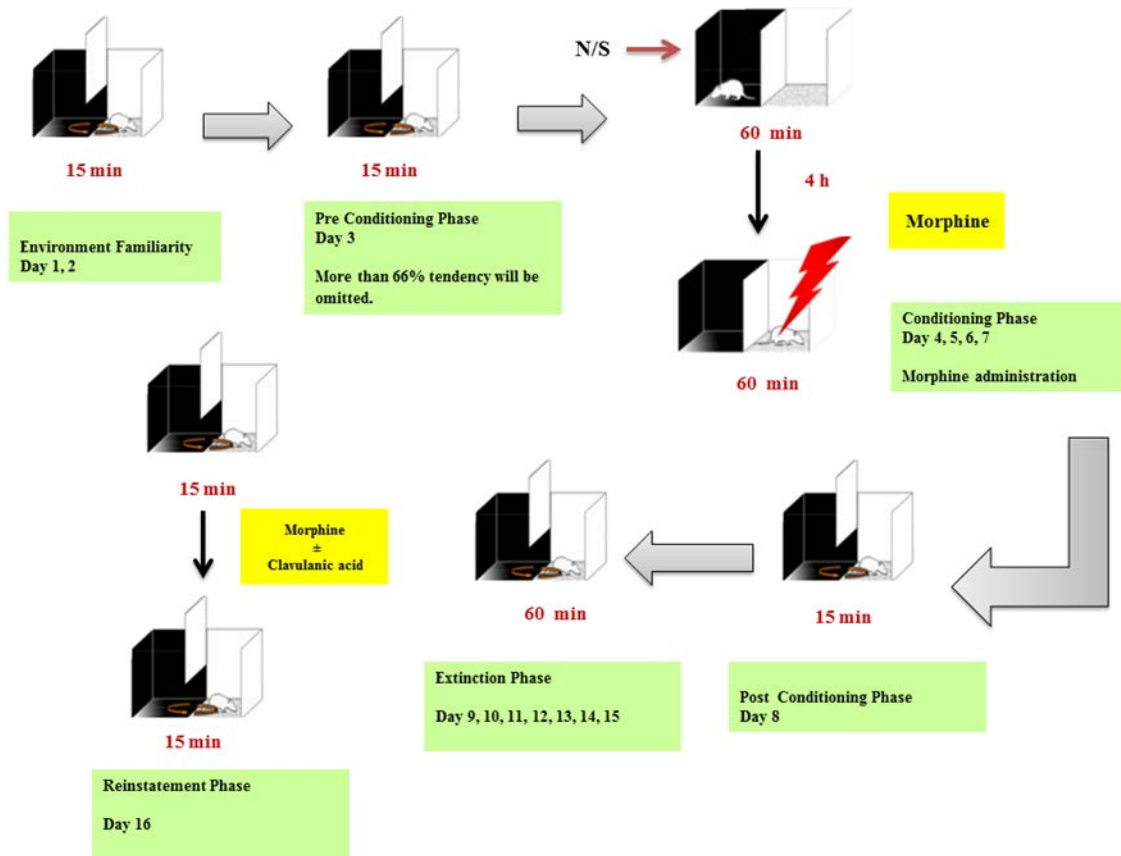 15 min
Environment Familiarity
Day 1, 2
15 min
Pre Conditioning Phase
Day 3
More than 66% tendency will be
omitted.
N/S
60 min
4 h
60 min
Morphine
Conditioning Phase
Day 4, 5, 6, 7
Morphine administration
15 min
Post Conditioning Phase
Day 8
60 min
Extinction Phase
Day 9, 10, 11, 12, 13, 14, 15
15 min
Morphine
±
Clavulanic acid
15 min
Reinstatement Phase
Day 16